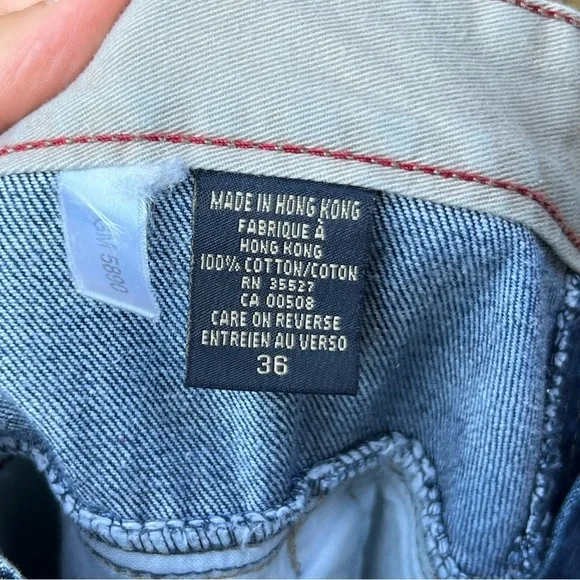 MADE IN HONG KONG
FABRIQUE À
HONG KONG
100% COTTON/COTON
RN 35527
CA 00508
CARE ON REVERSE
ENTREIEN AU VERSO
36
5800